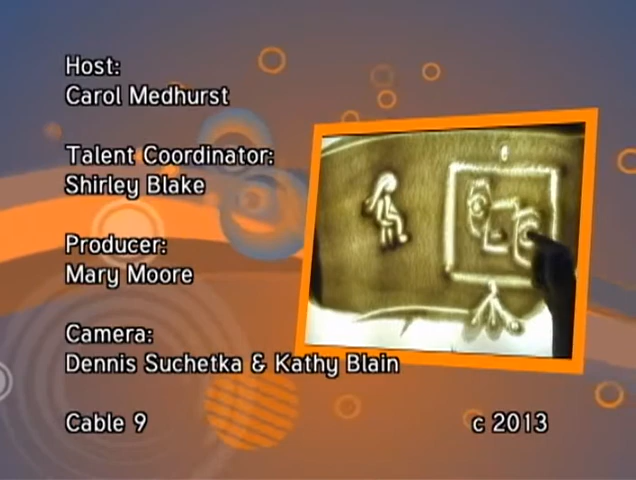 Host:
Carol Medhurst
Talent Coordinator:
Shirley Blake
Producer:
Mary Moore
Camera:
Dennis Suchetka & Kathy Blain
Cable 9
c 2013